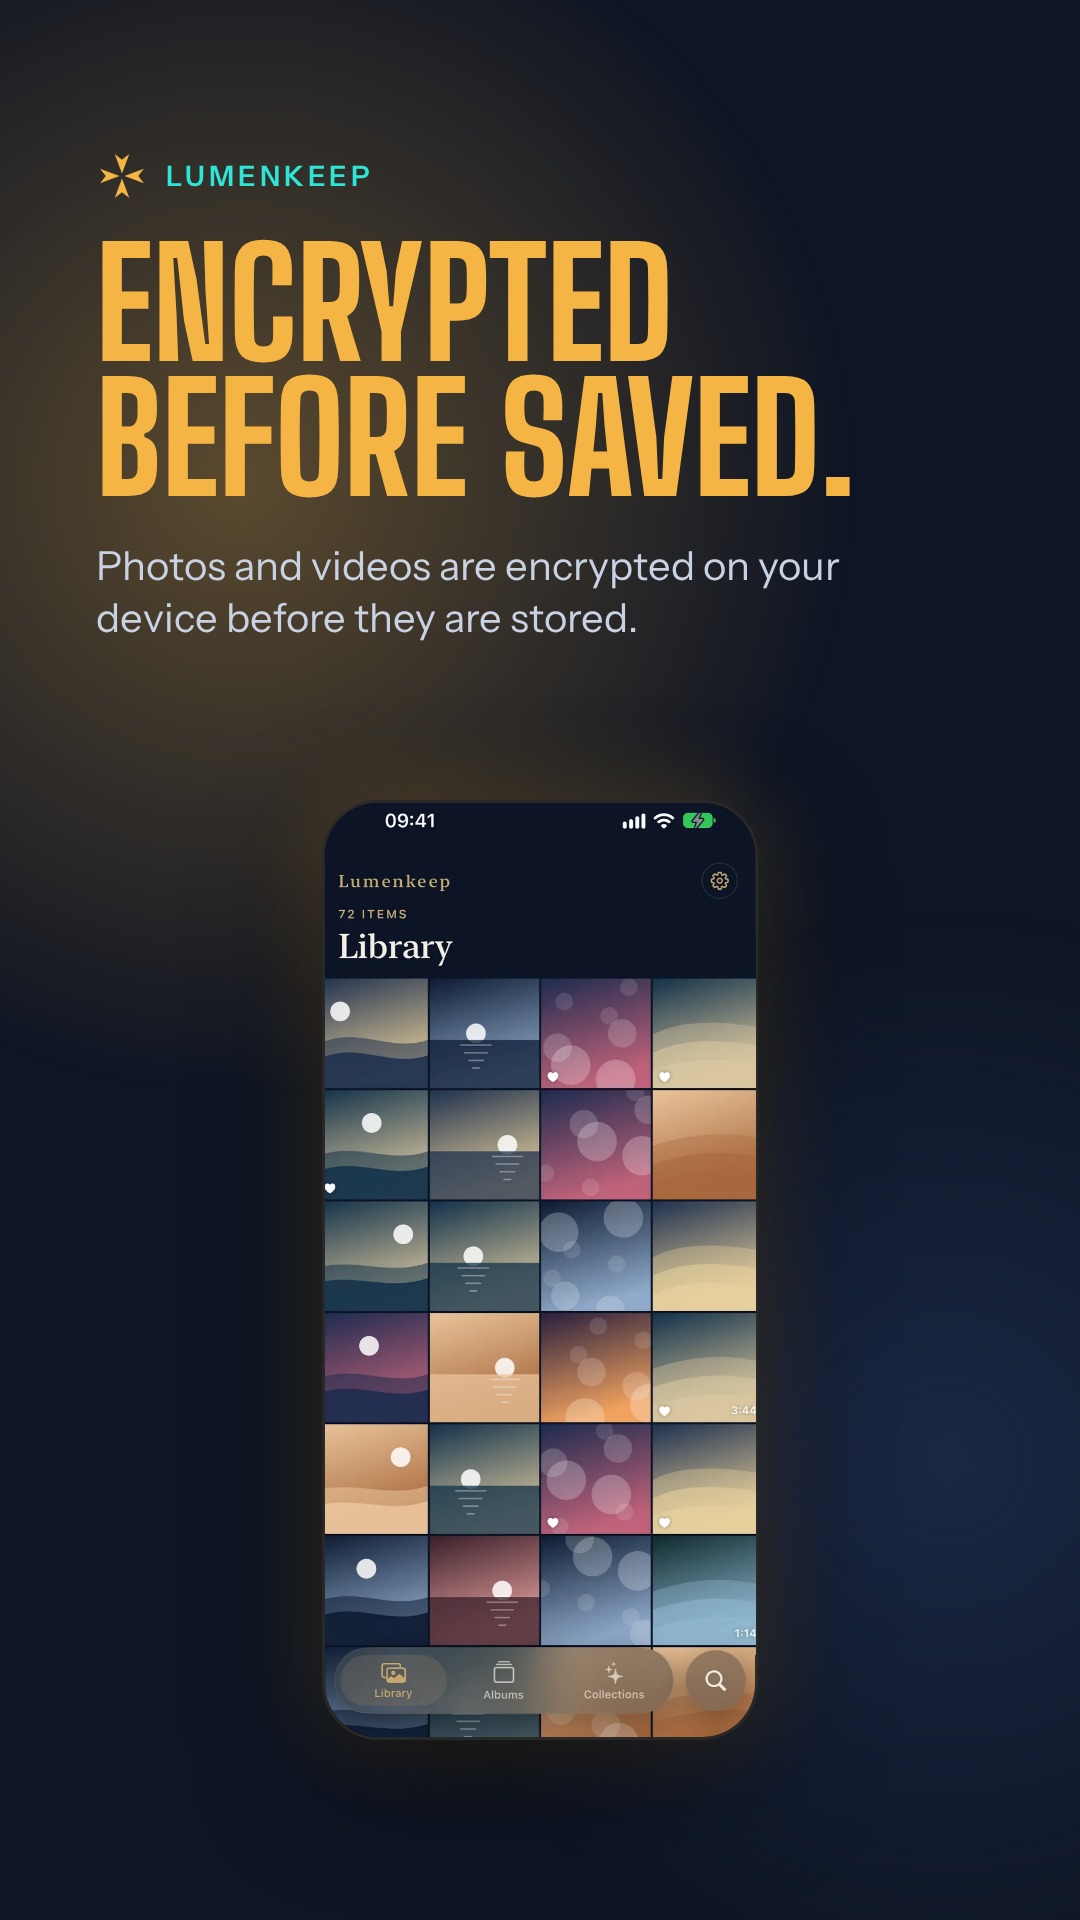 LUMENKEEP
ENCRYPTED
BEFORE SAVED.
Photos and videos are encrypted on your
device before they are stored.
09:41
Lumenkeep
72 ITEMS
Library
3:44
1:14
Library
Albums
Collections